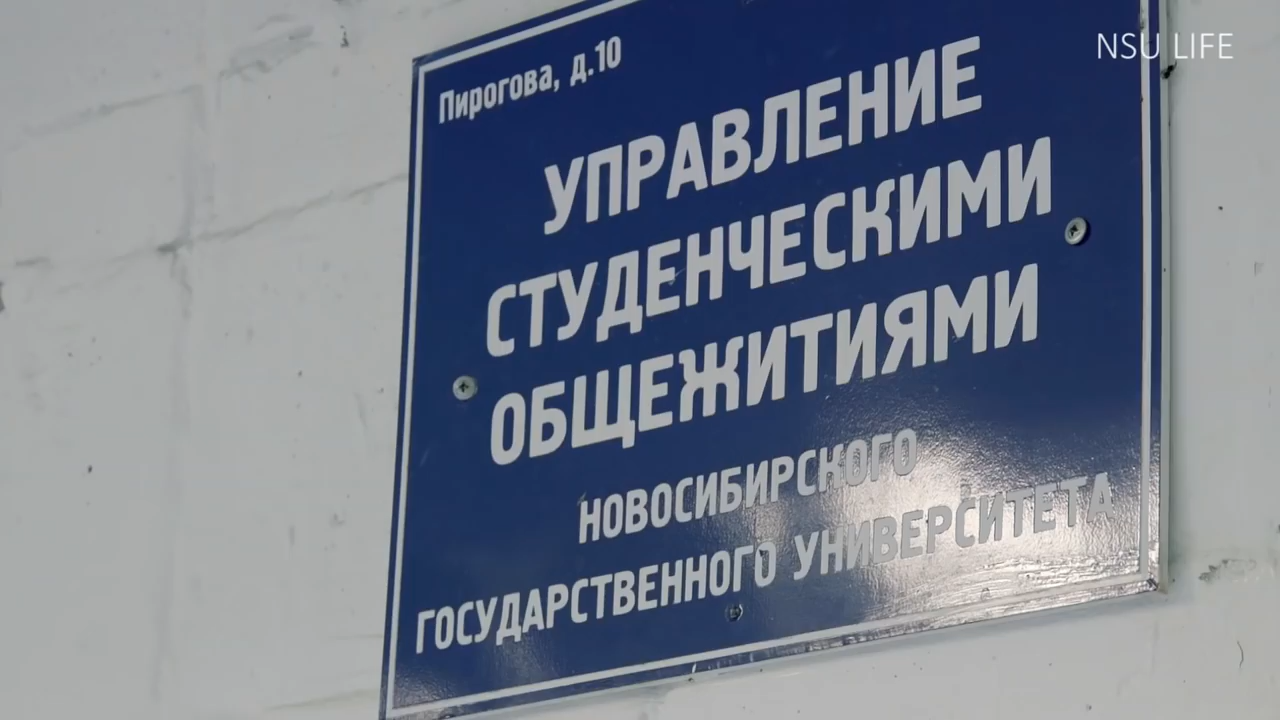 NSU LIFE
Пирогова, д.10
УПРАВЛЕНИЕ
СТУДЕНЧЕСКИМИ
ОБЩЕЖИТИЯМИ
НОВОСИБИРСКОГО
ГОСУДАРСТВЕННОГО УНИВЕРСИТЕТА